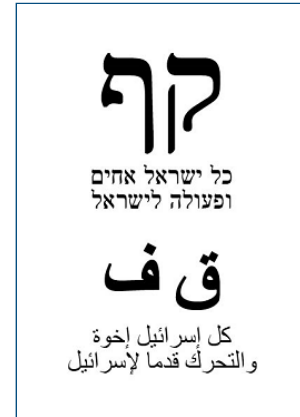 קף
כל ישראל אחים
ופעולה לישראל
ق ف
كل إسرائيل إخوة
والتحرك قدما لإسرائيل